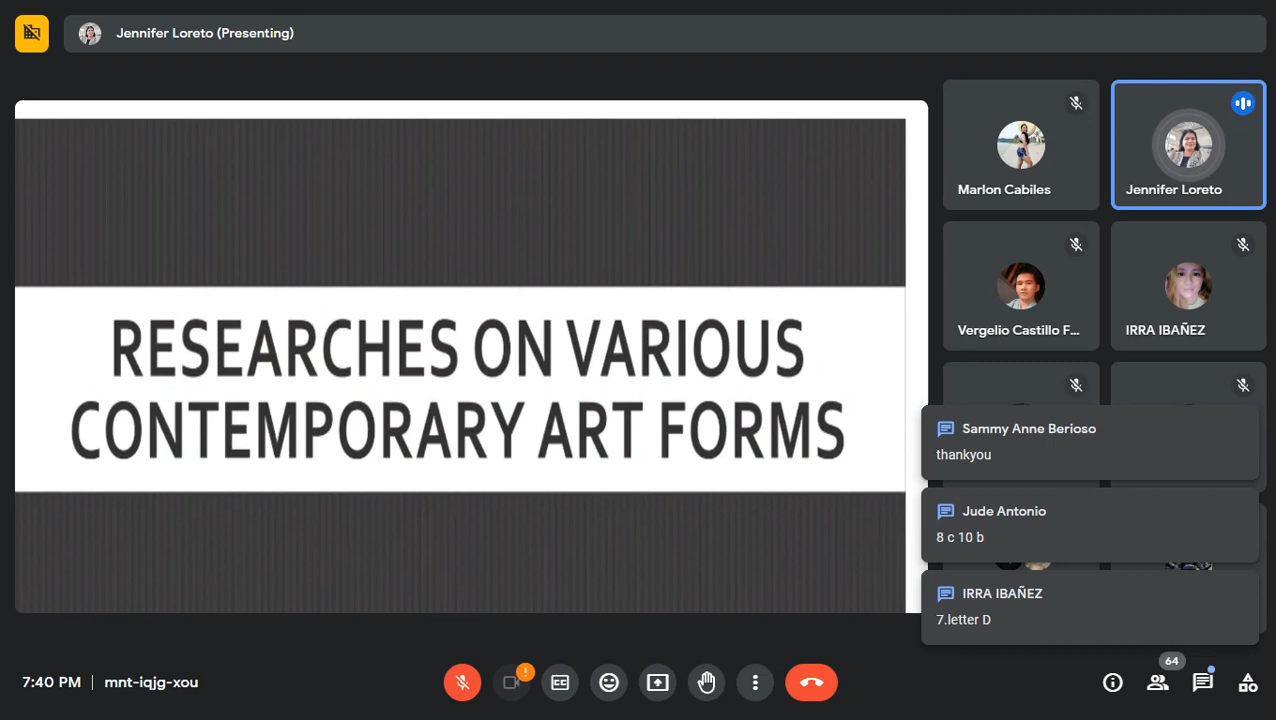 Jennifer Loreto (Presenting)
RESEARCHES ON VARIOUS
CONTEMPORARY ART FORMS
Marlon Cabiles
Jennifer Loreto
Vergelio Castillo F...
IRRA IBAÑEZ
Sammy Anne Berioso
thankyou
Jude Antonio
8 c 10 b
IRRA IBAÑEZ
7.letter D
7:40 PM | mnt-iqjg-xou
!
CC
64